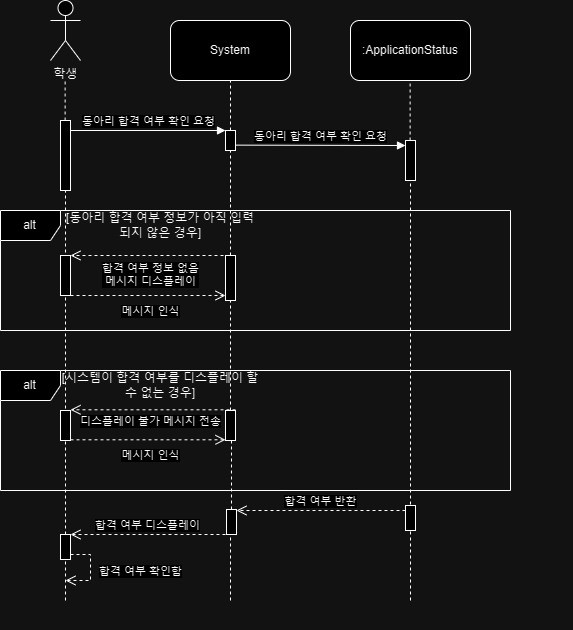 학생
System
:ApplicationStatus
동아리 합격 여부 확인 요청
동아리 합격 여부 확인 요청
alt
[동아리 합격 여부 정보가 아직 입력
되지 않은 경우]
합격 여부 정보 없음
메시지 디스플레이
메시지 인식
alt
[시스템이 합격 여부를 디스플레이 할
수 없는 경우]
디스플레이 불가 메시지 전송
메시지 인식
합격 여부 반환
합격 여부 디스플레이
합격 여부 확인함